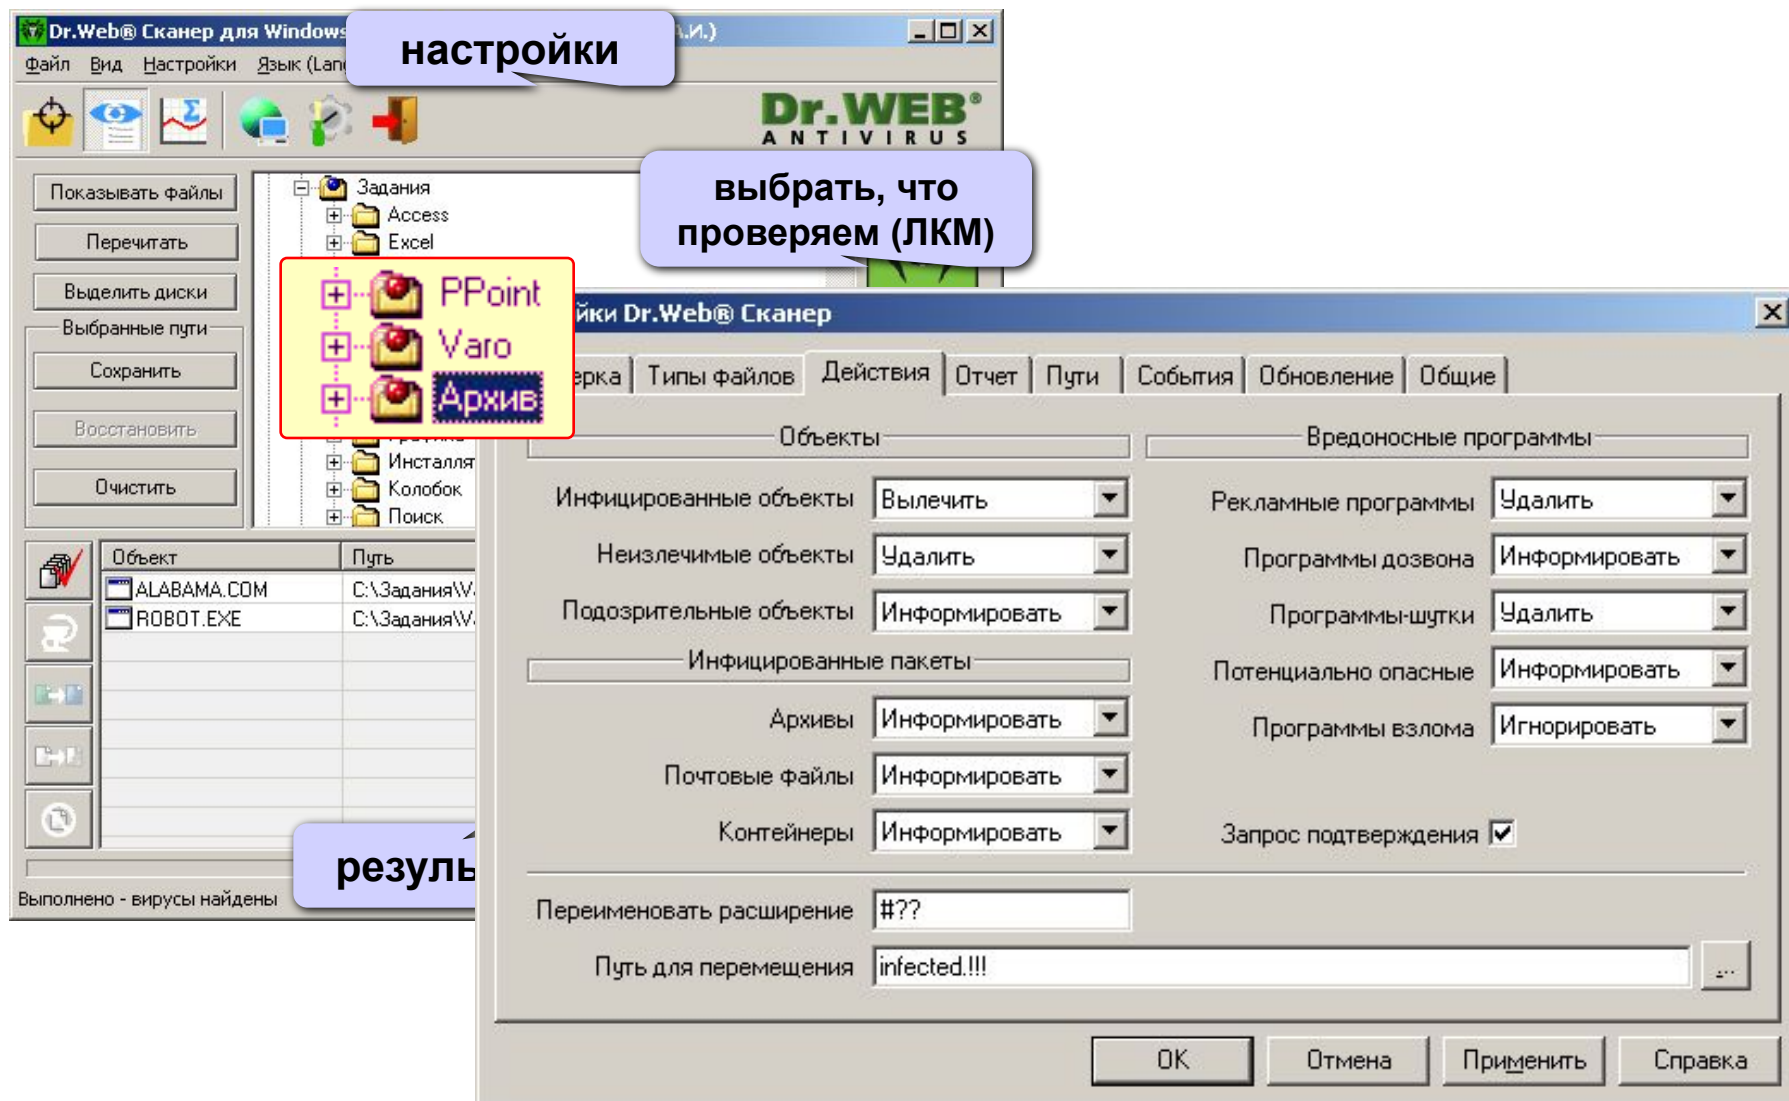 Dr.Web® Сканер для Windows
А.И.)
настройки
Файл Вид Настройки Язык (Lan
Dr.WEB®
ANTIVIRUS
Показывать файлы
Перечитать
Выделить диски
Выбранные пути
Сохранить
Восстановить
Очистить
Задания
Access
Excel
PPoint
Varo
Архив
Инсталлят
Колобок
Поиск
выбрать, что
проверяем (ЛКМ)
Объект Путь
ALABAMA.COM C:\Задания\Va
ROBOT.EXE C:\Задания\Va
резуль
Выполнено - вирусы найдены
йки Dr.Web® Сканер
ерка Типы файлов Действия Отчет Пути События Обновление Общие
Объекты
Инфицированные объекты Вылечить
Неизлечимые объекты Удалить
Подозрительные объекты Информировать
Инфицированные пакеты
Архивы Информировать
Почтовые файлы Информировать
Контейнеры Информировать
Вредоносные программы
Рекламные программы Удалить
Программы дозвона Информировать
Программы-шутки Удалить
Потенциально опасные Информировать
Программы взлома Игнорировать
Запрос подтверждения
Переименовать расширение #??
Путь для перемещения infected.!!!
...
OK Отмена Применить Справка